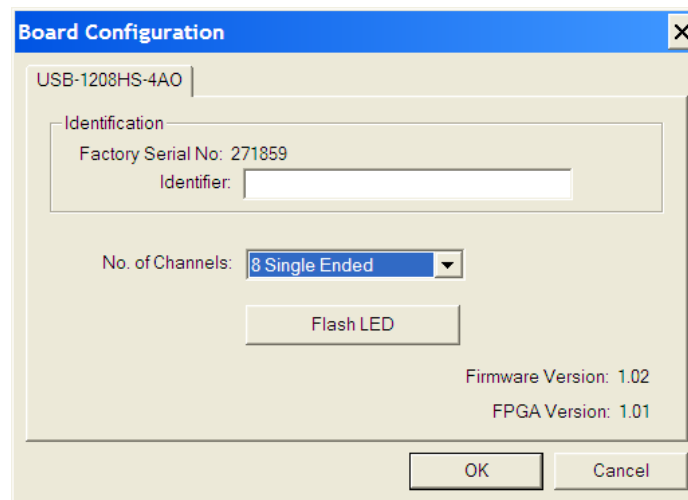 Board Configuration
USB-1208HS-4AO
Identification
Factory Serial No: 271859
Identifier:
No. of Channels: 8 Single Ended
Flash LED
Firmware Version: 1.02
FPGA Version: 1.01
OK Cancel